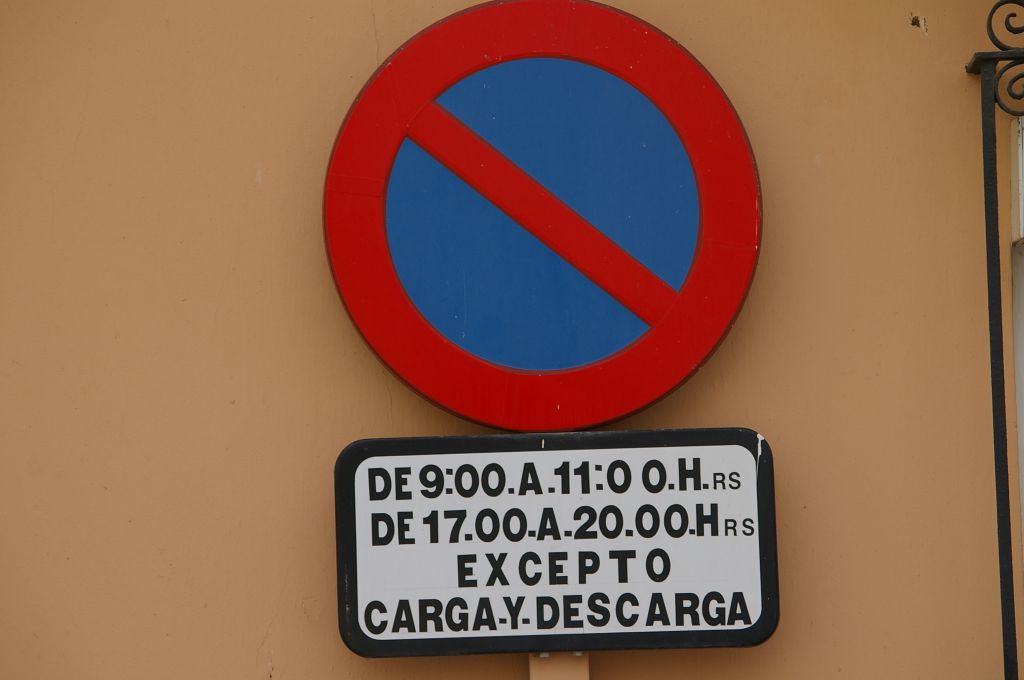 DE 9:00.A.11:0 0.H.RS
DE 17.00-A-20.00.HRS
EXCEPTO
CARGA-Y-DESCARGA